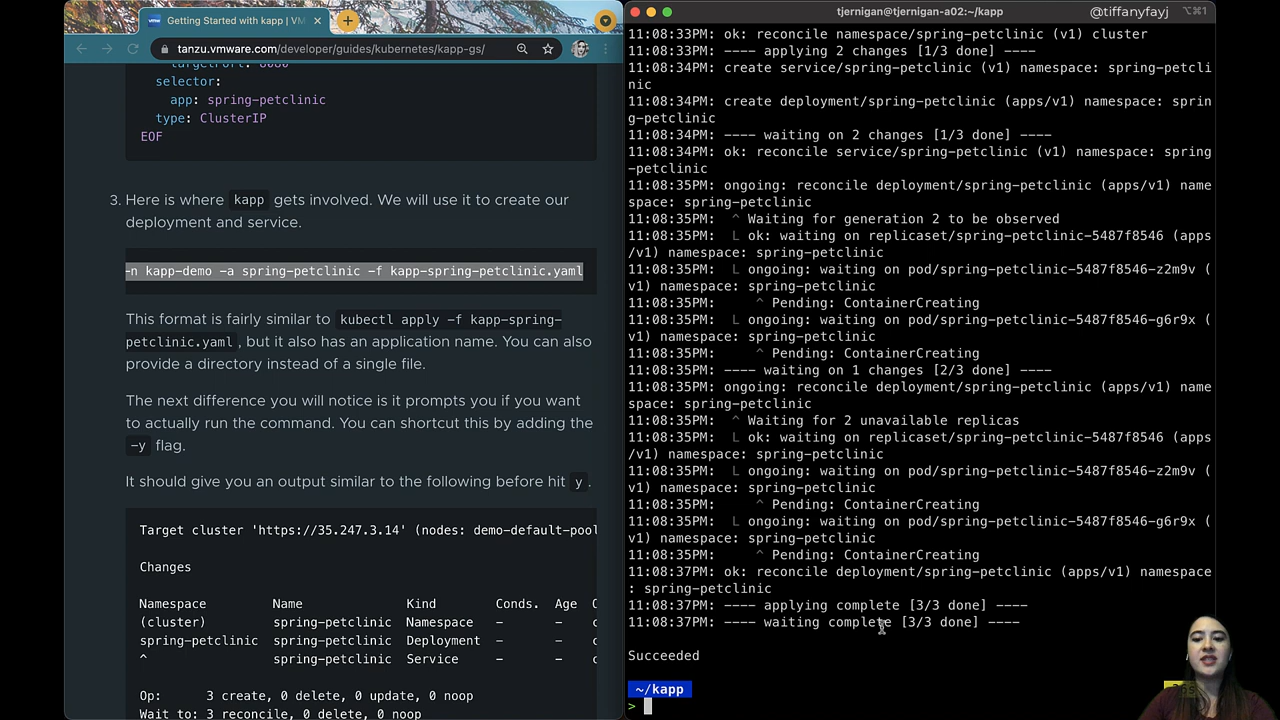 Getting Started with kapp | VM
tanzu.vmware.com/developer/guides/kubernetes/kapp-gs/
targetPort: 8080
selector:
app: spring-petclinic
type: ClusterIP
EOF
3. Here is where kapp gets involved. We will use it to create our
deployment and service.
-n kapp-demo -a spring-petclinic -f kapp-spring-petclinic.yaml
This format is fairly similar to kubectl apply -f kapp-spring-
petclinic.yaml, but it also has an application name. You can also
provide a directory instead of a single file.
The next difference you will notice is it prompts you if you want
to actually run the command. You can shortcut this by adding the
-y flag.
It should give you an output similar to the following before hit y.
Target cluster 'https://35.247.3.14' (nodes: demo-default-pool
Changes
Namespace Name Kind Conds. Age
(cluster) spring-petclinic Namespace - -
spring-petclinic spring-petclinic Deployment - -
^ spring-petclinic Service - -
Op: 3 create, 0 delete, 0 update, 0 noop
Wait to: 3 reconcile, 0 delete, 0 noop
tjernigan@tjernigan-a02:~/kapp
@tiffanyfayj
⌥⌘1
11:08:33PM: ok: reconcile namespace/spring-petclinic (v1) cluster
11:08:33PM: ---- applying 2 changes [1/3 done] ----
11:08:34PM: create service/spring-petclinic (v1) namespace: spring-petcli
nic
11:08:34PM: create deployment/spring-petclinic (apps/v1) namespace: sprin
g-petclinic
11:08:34PM: ---- waiting on 2 changes [1/3 done] ----
11:08:34PM: ok: reconcile service/spring-petclinic (v1) namespace: spring
-petclinic
11:08:35PM: ongoing: reconcile deployment/spring-petclinic (apps/v1) name
space: spring-petclinic
11:08:35PM: ^ Waiting for generation 2 to be observed
11:08:35PM: L ok: waiting on replicaset/spring-petclinic-5487f8546 (apps
/v1) namespace: spring-petclinic
11:08:35PM: L ongoing: waiting on pod/spring-petclinic-5487f8546-z2m9v (
v1) namespace: spring-petclinic
11:08:35PM: ^ Pending: ContainerCreating
11:08:35PM: L ongoing: waiting on pod/spring-petclinic-5487f8546-g6r9x (
v1) namespace: spring-petclinic
11:08:35PM: ^ Pending: ContainerCreating
11:08:35PM: ---- waiting on 1 changes [2/3 done] ----
11:08:35PM: ongoing: reconcile deployment/spring-petclinic (apps/v1) name
space: spring-petclinic
11:08:35PM: ^ Waiting for 2 unavailable replicas
11:08:35PM: L ok: waiting on replicaset/spring-petclinic-5487f8546 (apps
/v1) namespace: spring-petclinic
11:08:35PM: L ongoing: waiting on pod/spring-petclinic-5487f8546-z2m9v (
v1) namespace: spring-petclinic
11:08:35PM: ^ Pending: ContainerCreating
11:08:35PM: L ongoing: waiting on pod/spring-petclinic-5487f8546-g6r9x (
v1) namespace: spring-petclinic
11:08:35PM: ^ Pending: ContainerCreating
11:08:37PM: ok: reconcile deployment/spring-petclinic (apps/v1) namespace
: spring-petclinic
11:08:37PM: ---- applying complete [3/3 done] ----
11:08:37PM: ---- waiting complete [3/3 done] ----
Succeeded
~/kapp
>